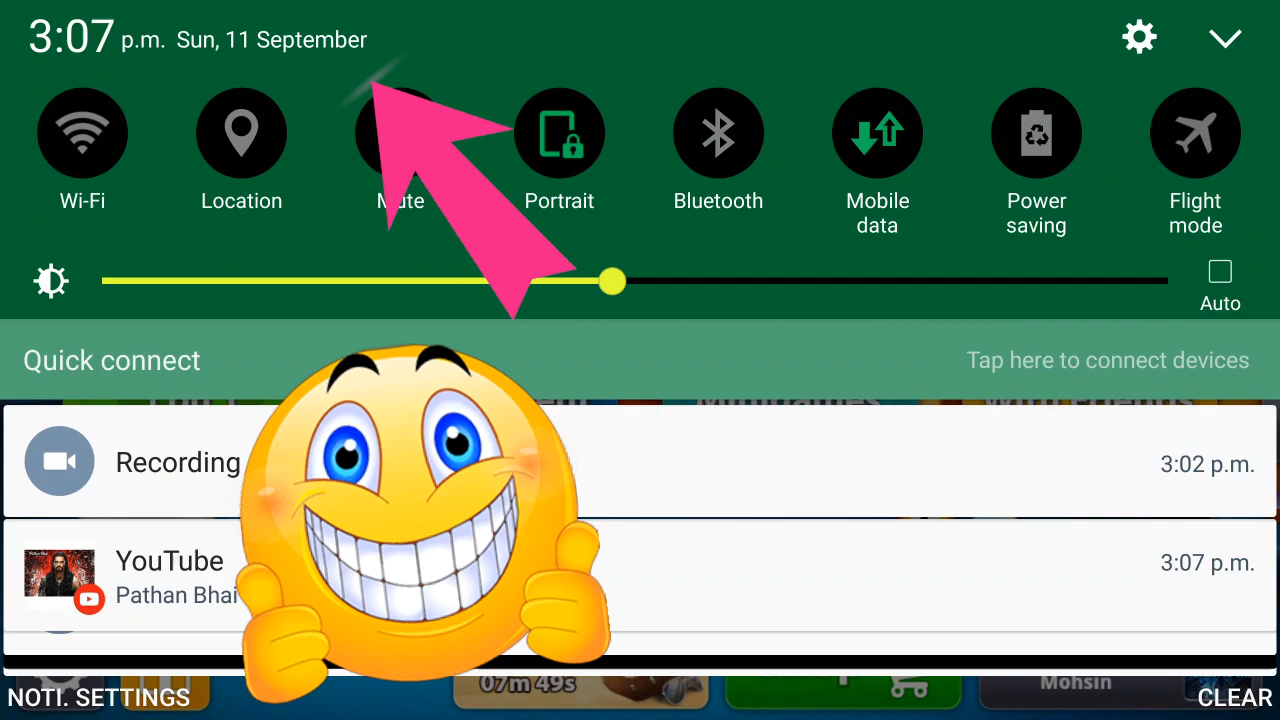 3:07 p.m. Sun, 11 September
Wi-Fi
Location
Mute
Portrait
Bluetooth
Mobile
data
Power
saving
Flight
mode
Auto
Quick connect
Tap here to connect devices
Recording
3:02 p.m.
YouTube
3:07 p.m.
Pathan Bhai
07m 49s
Mohsin
NOTI. SETTINGS
CLEAR